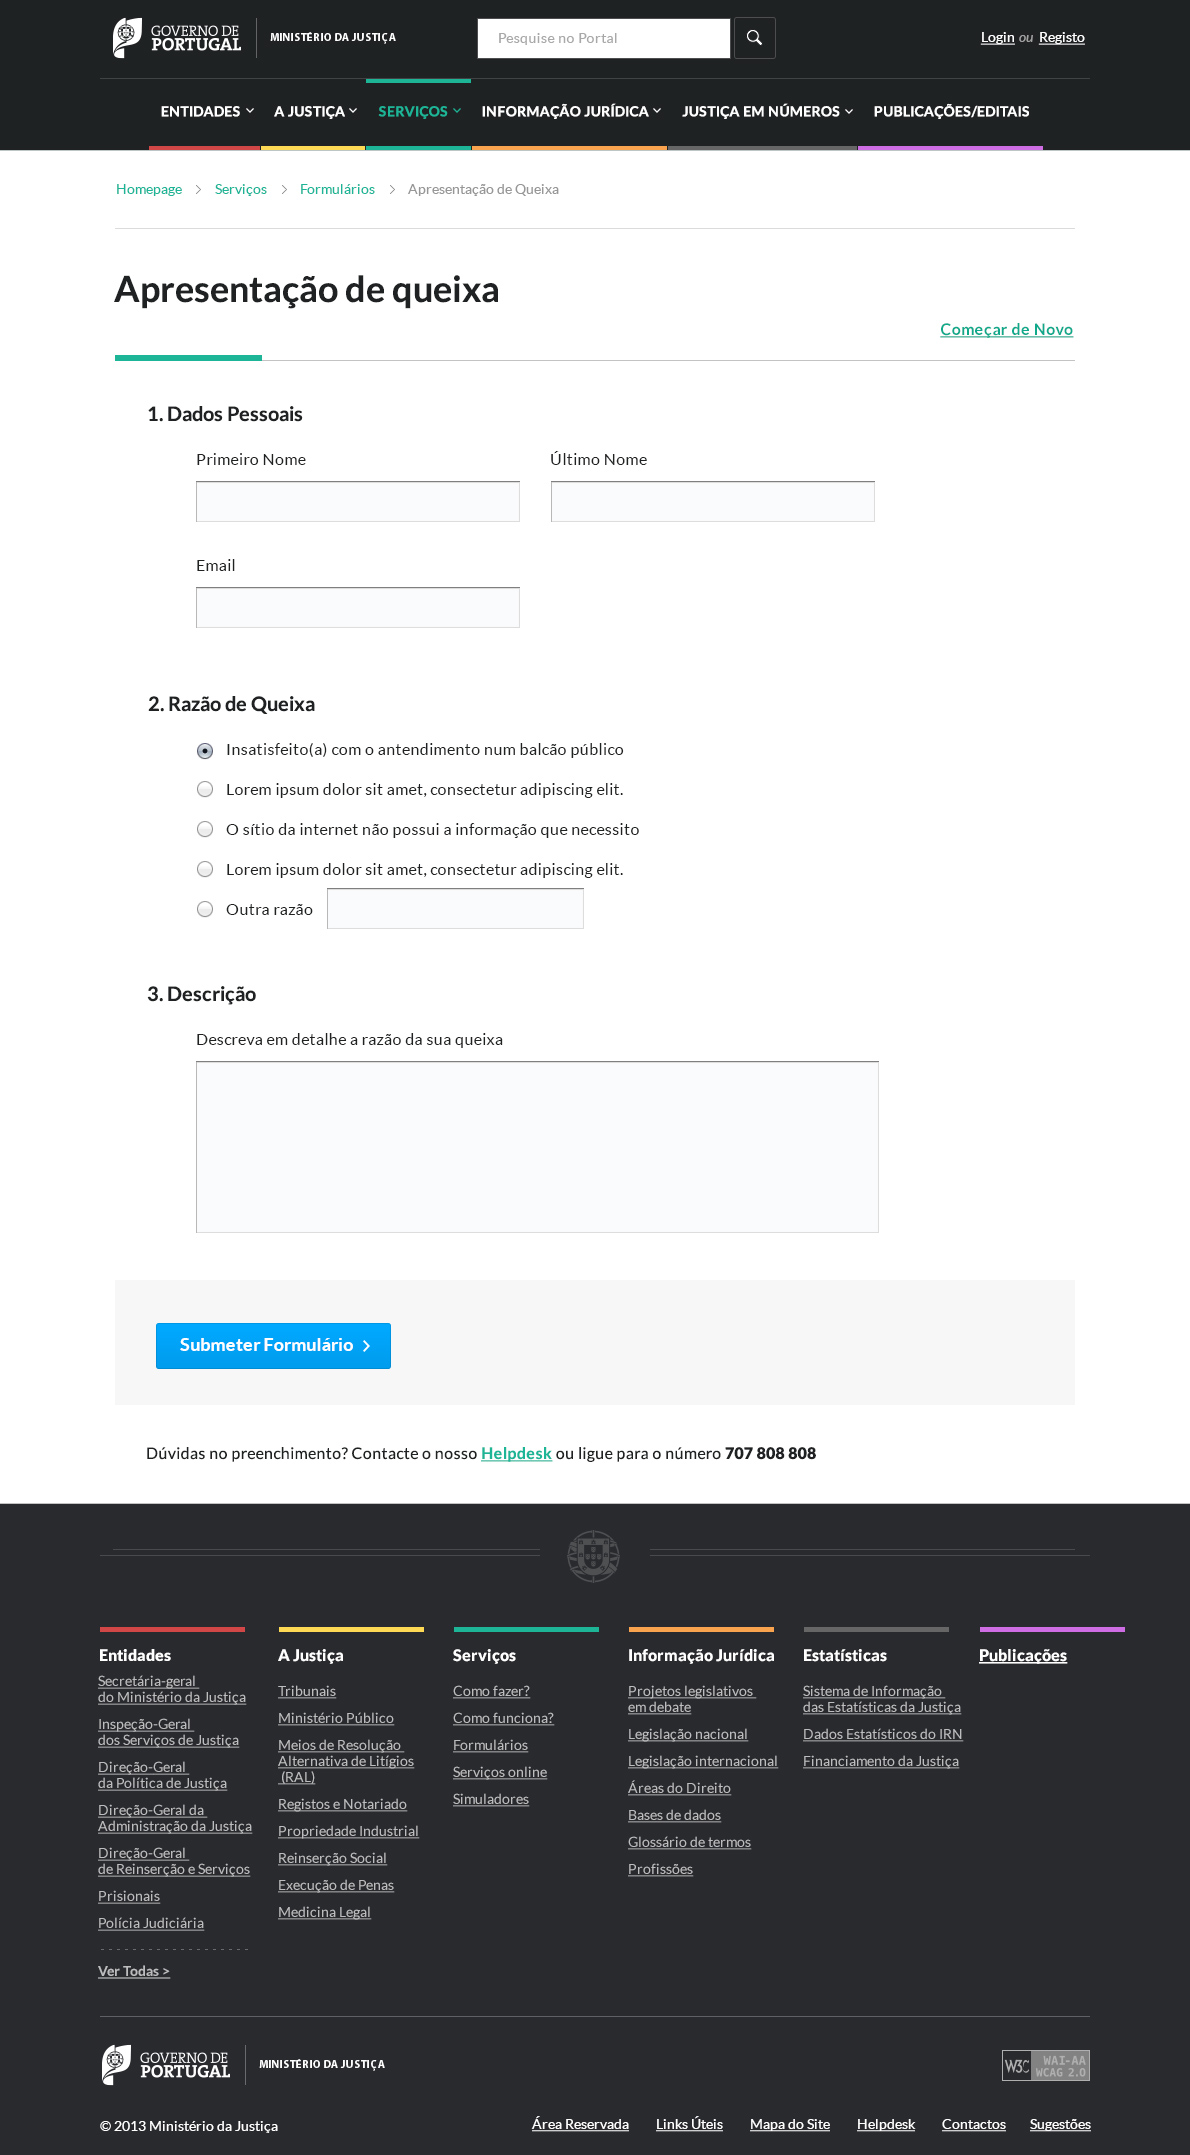 GOVERNO DE
PORTUGAL
MINISTÉRIO DA JUSTIÇA
Pesquise no Portal
Login ou Registo
ENTIDADES
A JUSTIÇA
SERVIÇOS
INFORMAÇÃO JURÍDICA
JUSTIÇA EM NÚMEROS
PUBLICAÇÕES/EDITAIS
Homepage > Serviços > Formulários > Apresentação de Queixa
Apresentação de queixa
Começar de Novo
1. Dados Pessoais
Primeiro Nome
Último Nome
Email
2. Razão de Queixa
Insatisfeito(a) com o antendimento num balcão público
Lorem ipsum dolor sit amet, consectetur adipiscing elit.
O sítio da internet não possui a informação que necessito
Lorem ipsum dolor sit amet, consectetur adipiscing elit.
Outra razão
3. Descrição
Descreva em detalhe a razão da sua queixa
Submeter Formulário >
Dúvidas no preenchimento? Contacte o nosso Helpdesk ou ligue para o número 707 808 808
Entidades
Secretária-geral
do Ministério da Justiça
Inspeção-Geral
dos Serviços de Justiça
Direção-Geral
da Política de Justiça
Direção-Geral da
Administração da Justiça
Direção-Geral
de Reinserção e Serviços
Prisionais
Polícia Judiciária
Ver Todas >
A Justiça
Tribunais
Ministério Público
Meios de Resolução
Alternativa de Litígios
(RAL)
Registos e Notariado
Propriedade Industrial
Reinserção Social
Execução de Penas
Medicina Legal
Serviços
Como fazer?
Como funciona?
Formulários
Serviços online
Simuladores
Informação Jurídica
Projetos legislativos
em debate
Legislação nacional
Legislação internacional
Áreas do Direito
Bases de dados
Glossário de termos
Profissões
Estatísticas
Sistema de Informação
das Estatísticas da Justiça
Dados Estatísticos do IRN
Financiamento da Justiça
Publicações
GOVERNO DE
PORTUGAL
MINISTÉRIO DA JUSTIÇA
W3C
WAI-AA
WCAG 2.0
© 2013 Ministério da Justiça
Área Reservada
Links Úteis
Mapa do Site
Helpdesk
Contactos
Sugestões